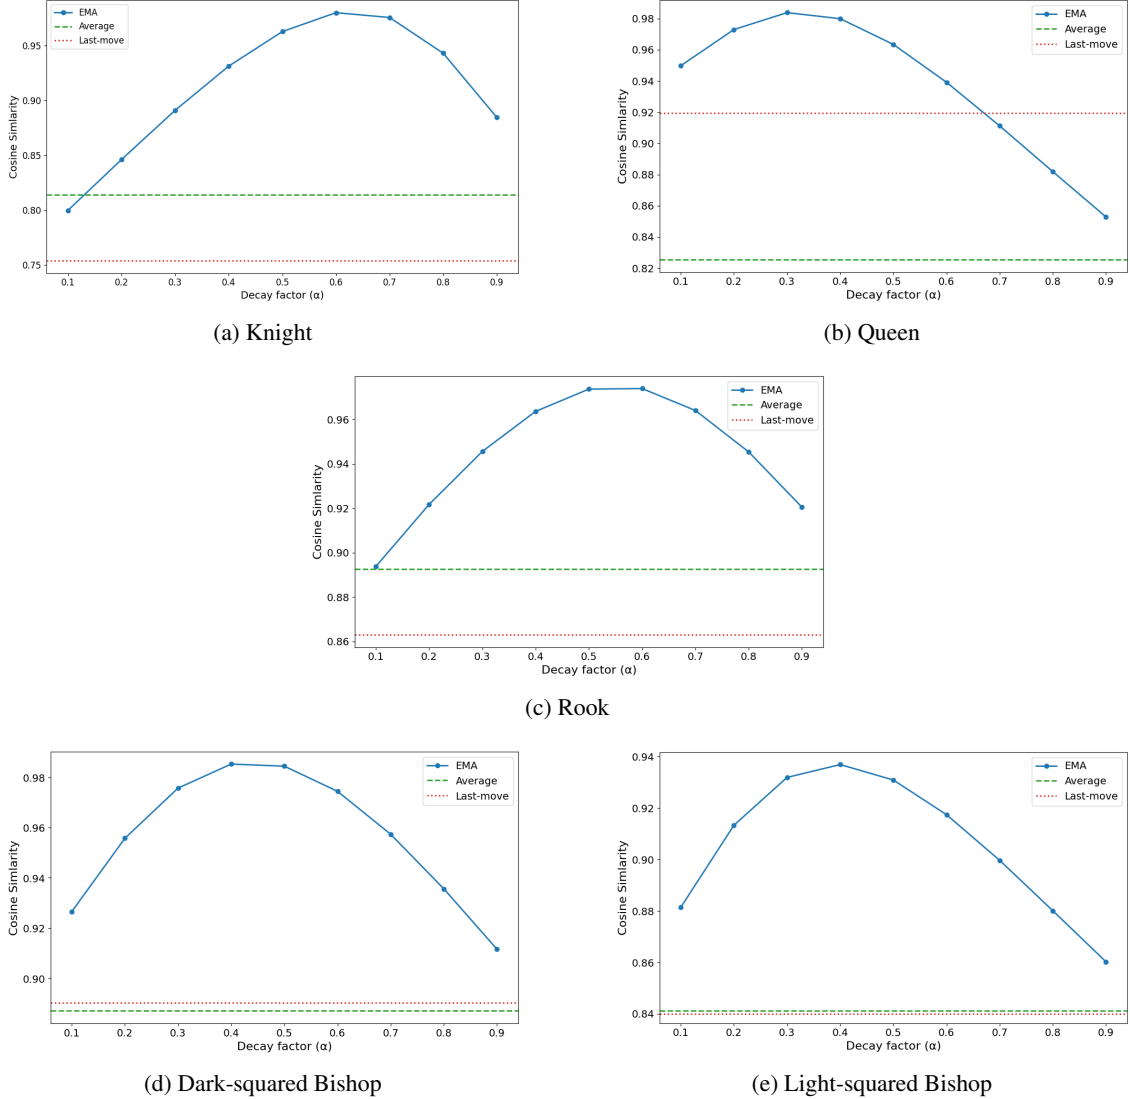 EMA
Average
Last-move
0.95
0.90
0.85
0.80
0.75
Cosine Simlarity
0.1 0.2 0.3 0.4 0.5 0.6 0.7 0.8 0.9
Decay factor (α)
(a) Knight
EMA
Average
Last-move
0.98
0.96
0.94
0.92
0.90
0.88
0.86
0.84
0.82
Cosine Simlarity
0.1 0.2 0.3 0.4 0.5 0.6 0.7 0.8 0.9
Decay factor (α)
(b) Queen
EMA
Average
Last-move
0.96
0.94
0.92
0.90
0.88
0.86
Cosine Simlarity
0.1 0.2 0.3 0.4 0.5 0.6 0.7 0.8 0.9
Decay factor (α)
(c) Rook
EMA
Average
Last-move
0.98
0.96
0.94
0.92
0.90
Cosine Simlarity
0.1 0.2 0.3 0.4 0.5 0.6 0.7 0.8 0.9
Decay factor (α)
(d) Dark-squared Bishop
EMA
Average
Last-move
0.94
0.92
0.90
0.88
0.86
0.84
Cosine Simlarity
0.1 0.2 0.3 0.4 0.5 0.6 0.7 0.8 0.9
Decay factor (α)
(e) Light-squared Bishop